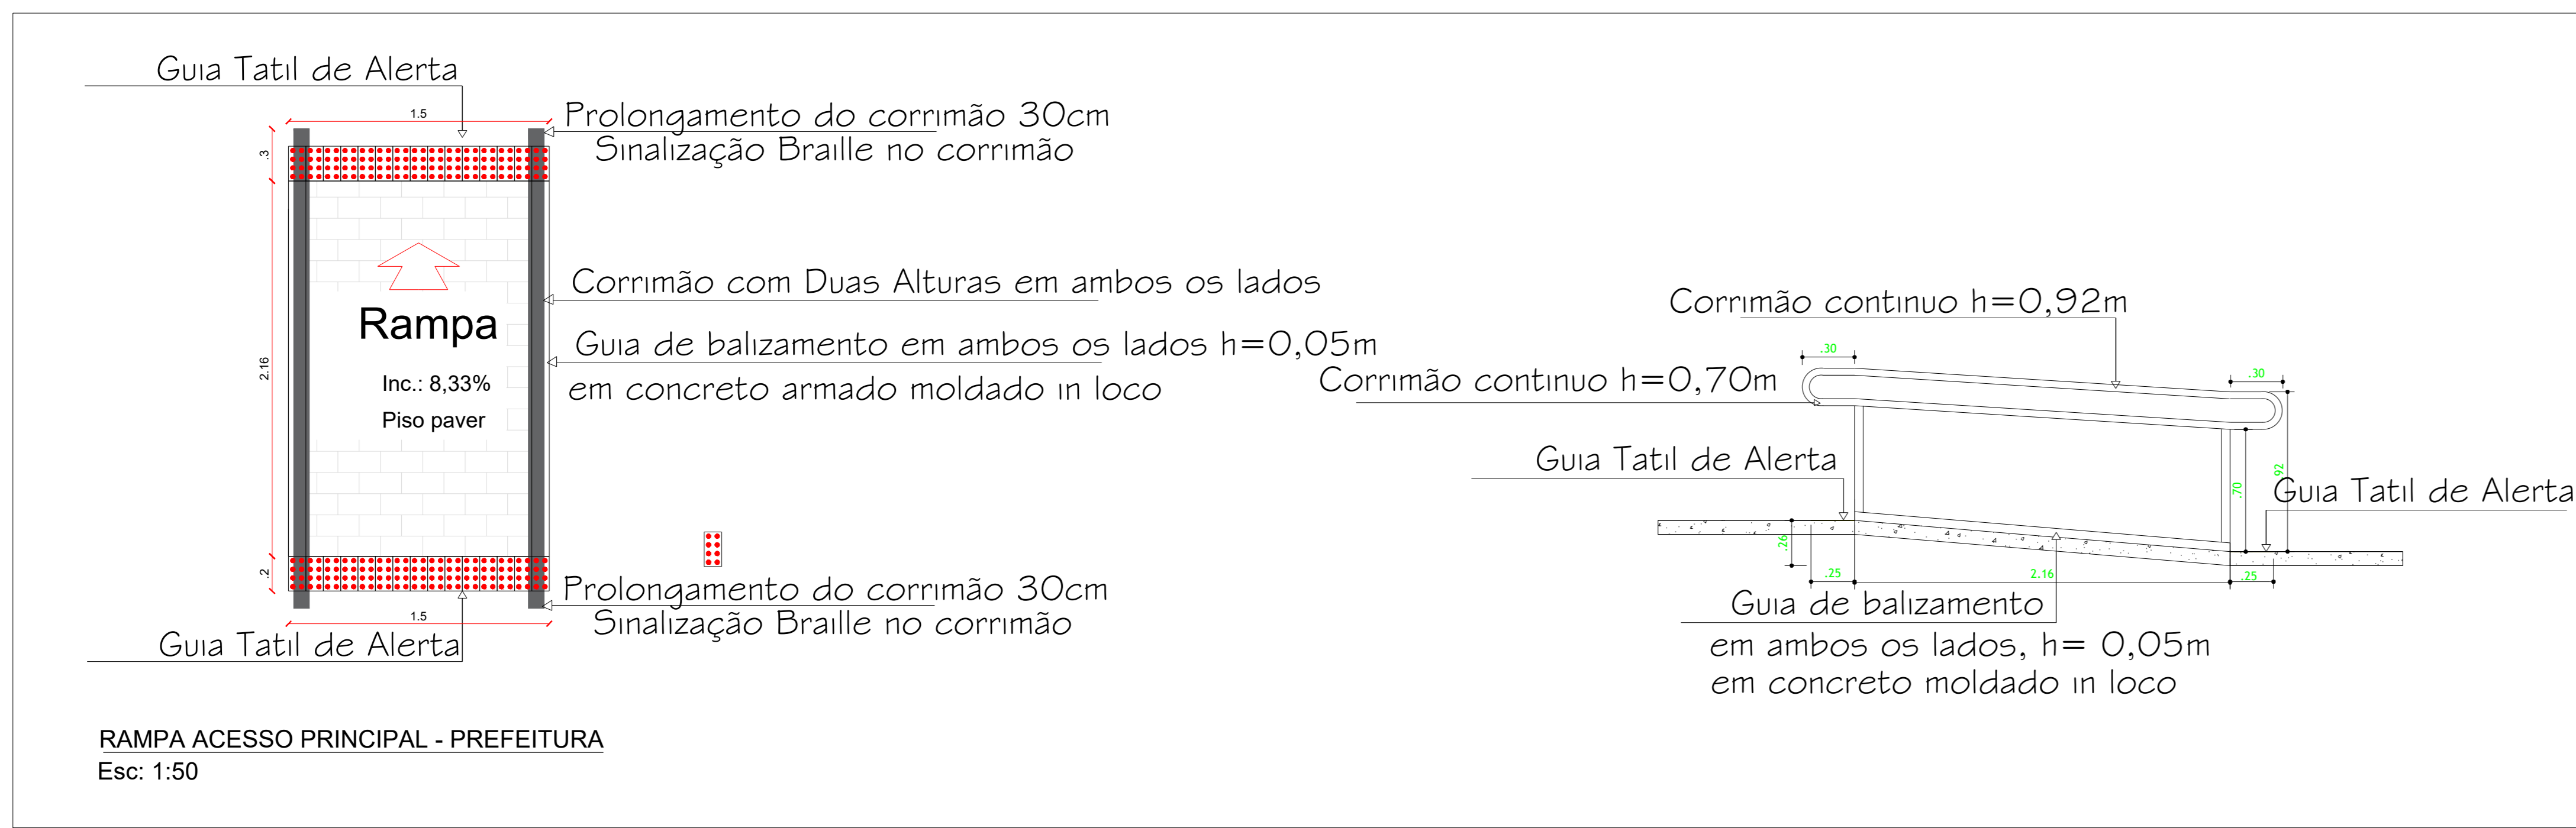 Guia Tatil de Alerta
1.5
Prolongamento do corrimão 30cm
Sinalização Braille no corrimão
.3
Corrimão com Duas Alturas em ambos os lados
Rampa
Guia de balizamento em ambos os lados h=0,05m
em concreto armado moldado in loco
2.16
Inc.: 8,33%
Piso paver
.2
Prolongamento do corrimão 30cm
Sinalização Braille no corrimão
1.5
Guia Tatil de Alerta
RAMPA ACESSO PRINCIPAL - PREFEITURA
Esc: 1:50
Corrimão continuo h=0,92m
.30
.30
Corrimão continuo h=0,70m
Guia Tatil de Alerta
.70
.92
Guia Tatil de Alerta
.26
.25
2.16
.25
Guia de balizamento
em ambos os lados, h= 0,05m
em concreto moldado in loco